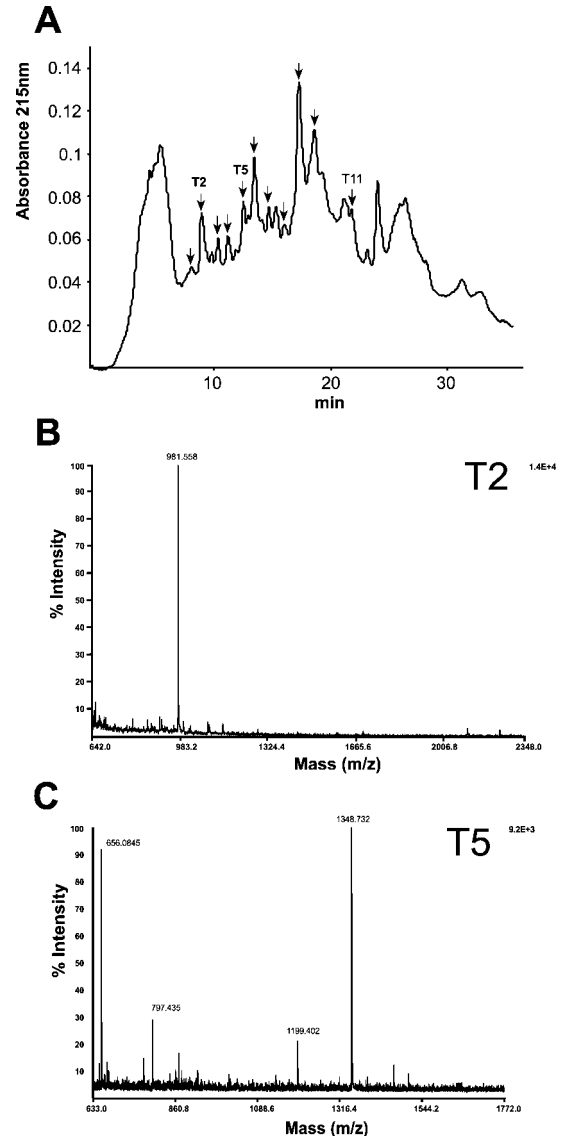 A
Absorbance 215nm
0.14
0.12
0.1
0.08
0.06
0.04
0.02
T2
T5
T11
10
20
30
min
B
981.558
T2
1.4E+4
% Intensity
100
90
80
70
60
50
40
30
20
10
642.0
983.2
1324.4
1665.6
2006.8
2348.0
Mass (m/z)
C
1348.732
656.0845
T5
9.2E+3
797.435
1199.402
% Intensity
100
90
80
70
60
50
40
30
20
10
633.0
860.8
1088.6
1316.4
1544.2
1772.0
Mass (m/z)